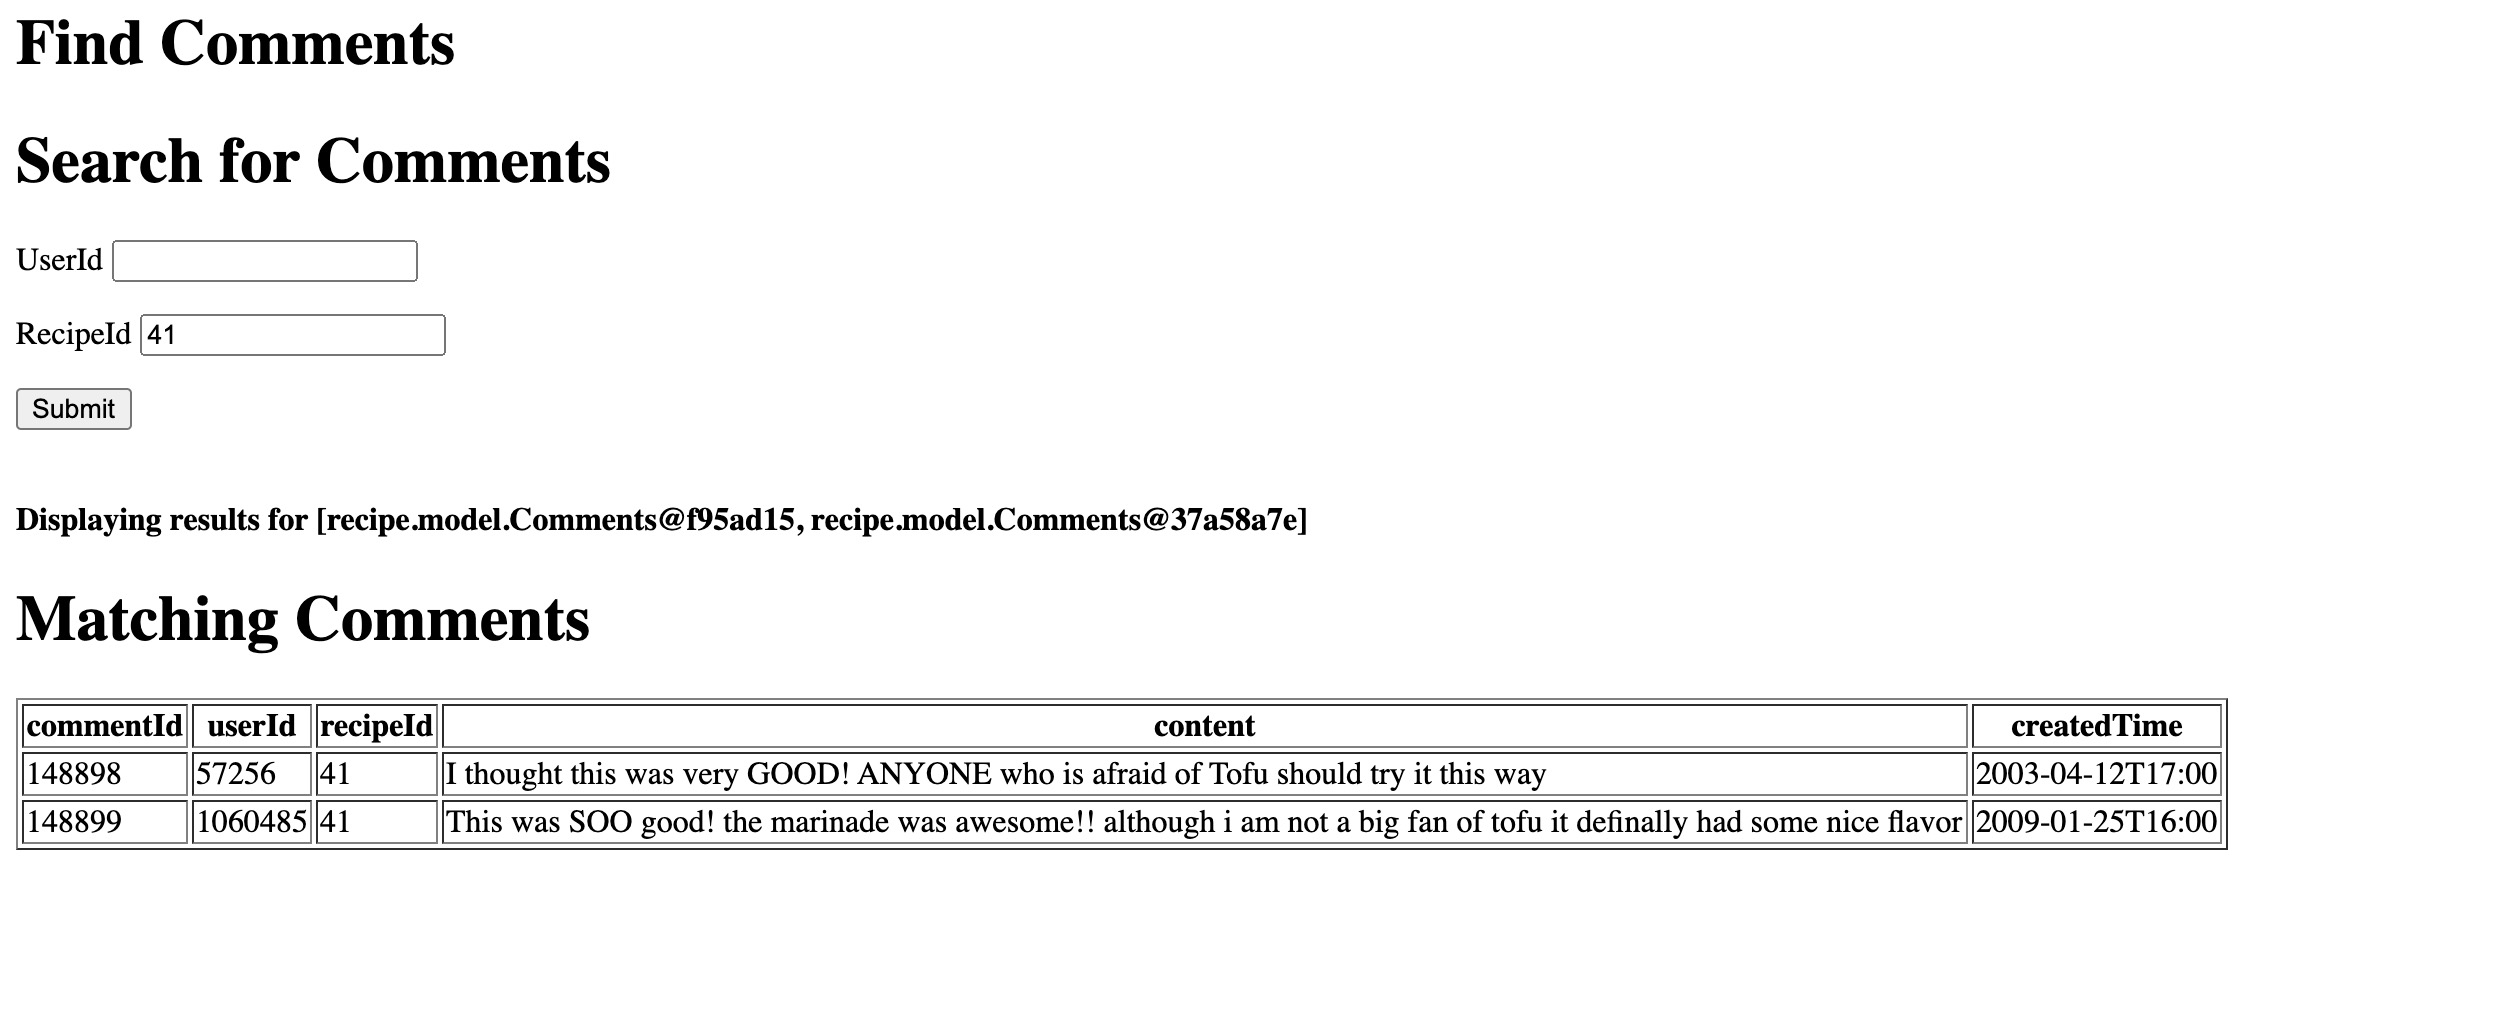 Find Comments
Search for Comments
UserId
RecipeId 41
Submit
Displaying results for [recipe.model.Comments@f95ad15, recipe.model.Comments@37a58a7e]
Matching Comments
commentId userId recipeId content createdTime
148898 57256 41 I thought this was very GOOD! ANYONE who is afraid of Tofu should try it this way 2003-04-12T17:00
148899 1060485 41 This was SOO good! the marinade was awesome!! although i am not a big fan of tofu it definally had some nice flavor 2009-01-25T16:00